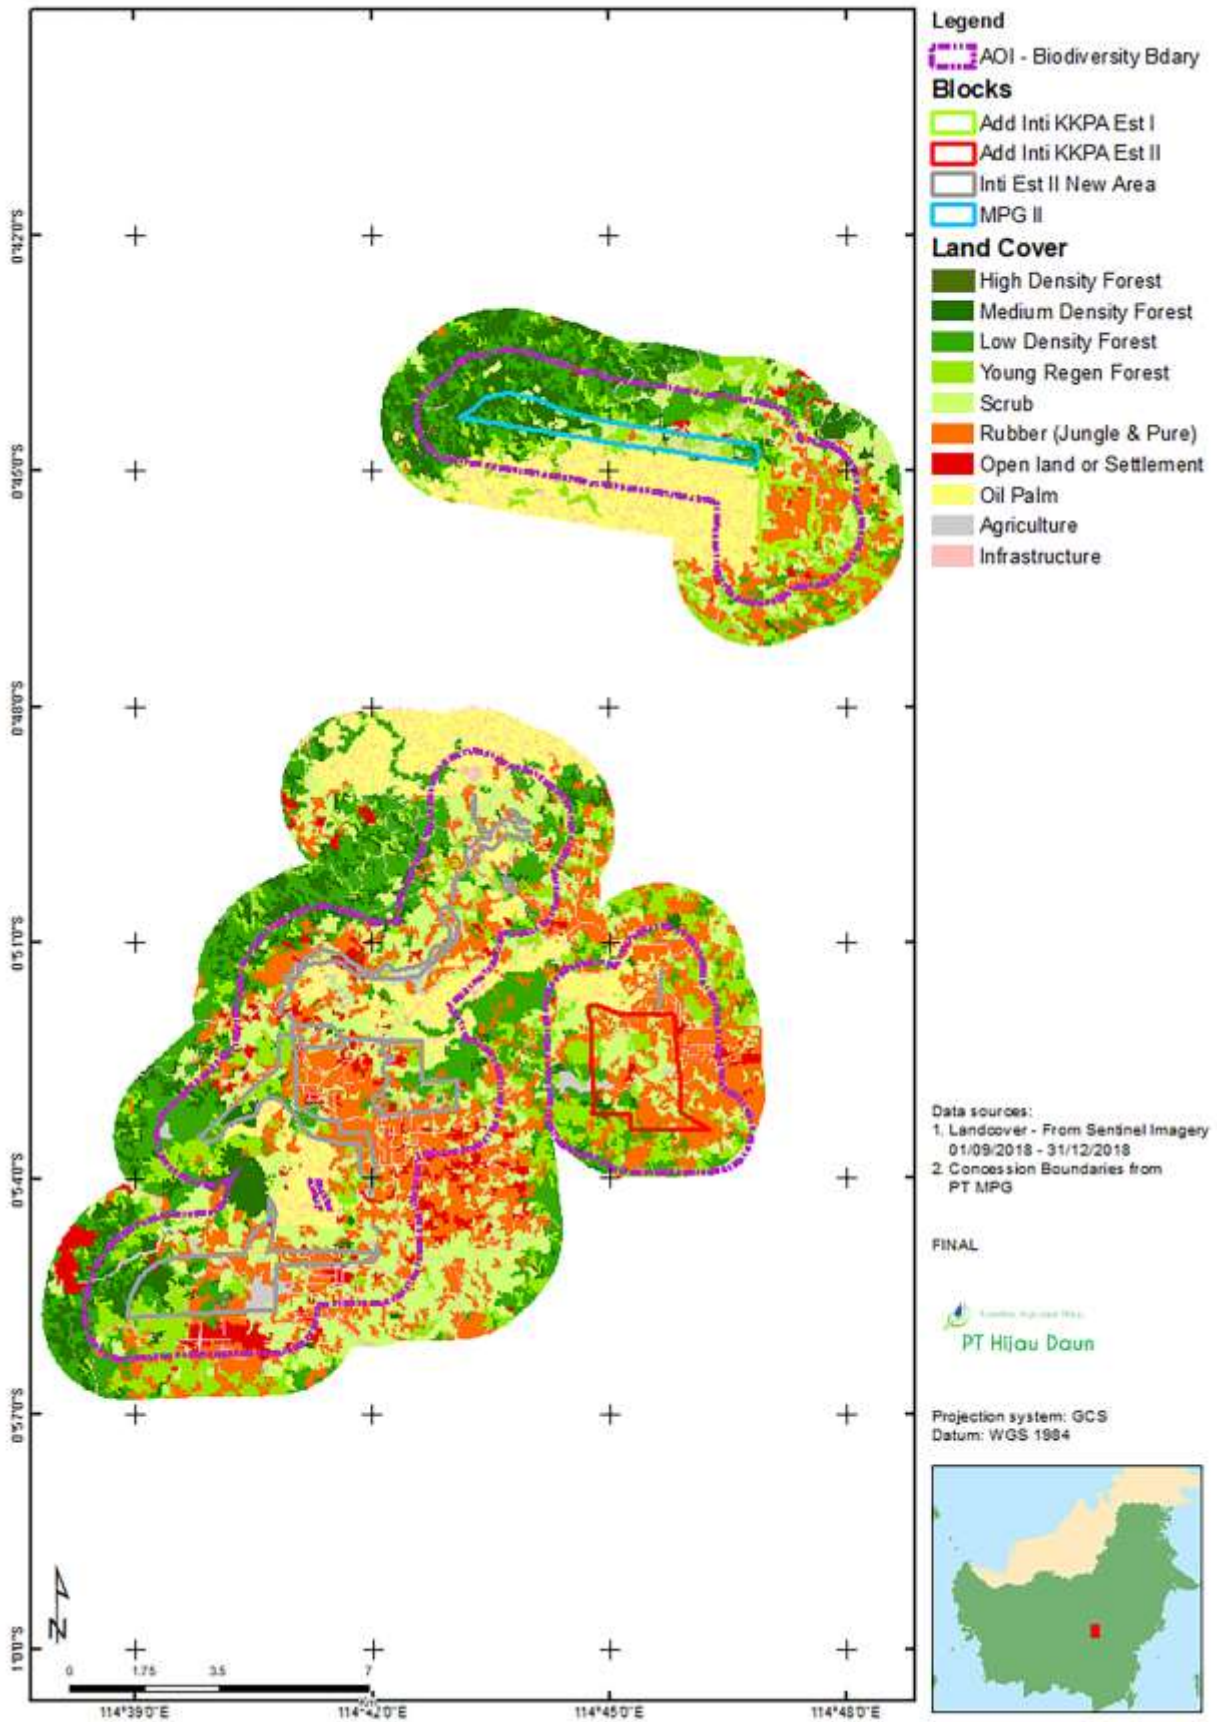 Legend
AOI - Biodiversity Bdary
Blocks
Add Inti KKPA Est I
Add Inti KKPA Est II
Inti Est II New Area
MPG II
Land Cover
High Density Forest
Medium Density Forest
Low Density Forest
Young Regen Forest
Scrub
Rubber (Jungle & Pure)
Open land or Settlement
Oil Palm
Agriculture
Infrastructure
0°42'0"S
0°45'0"S
0°48'0"S
0°51'0"S
0°54'0"S
0°57'0"S
1°0'0"S
Data sources:
1. Landcover - From Sentinel Imagery
01/09/2018 - 31/12/2018
2. Concession Boundaries from
PT MPG
FINAL
PT Hijau Daun
Projection system: GCS
Datum: WGS 1984
N
0 1.75 3.5 7
114°39'0"E 114°42'0"E 114°45'0"E 114°48'0"E